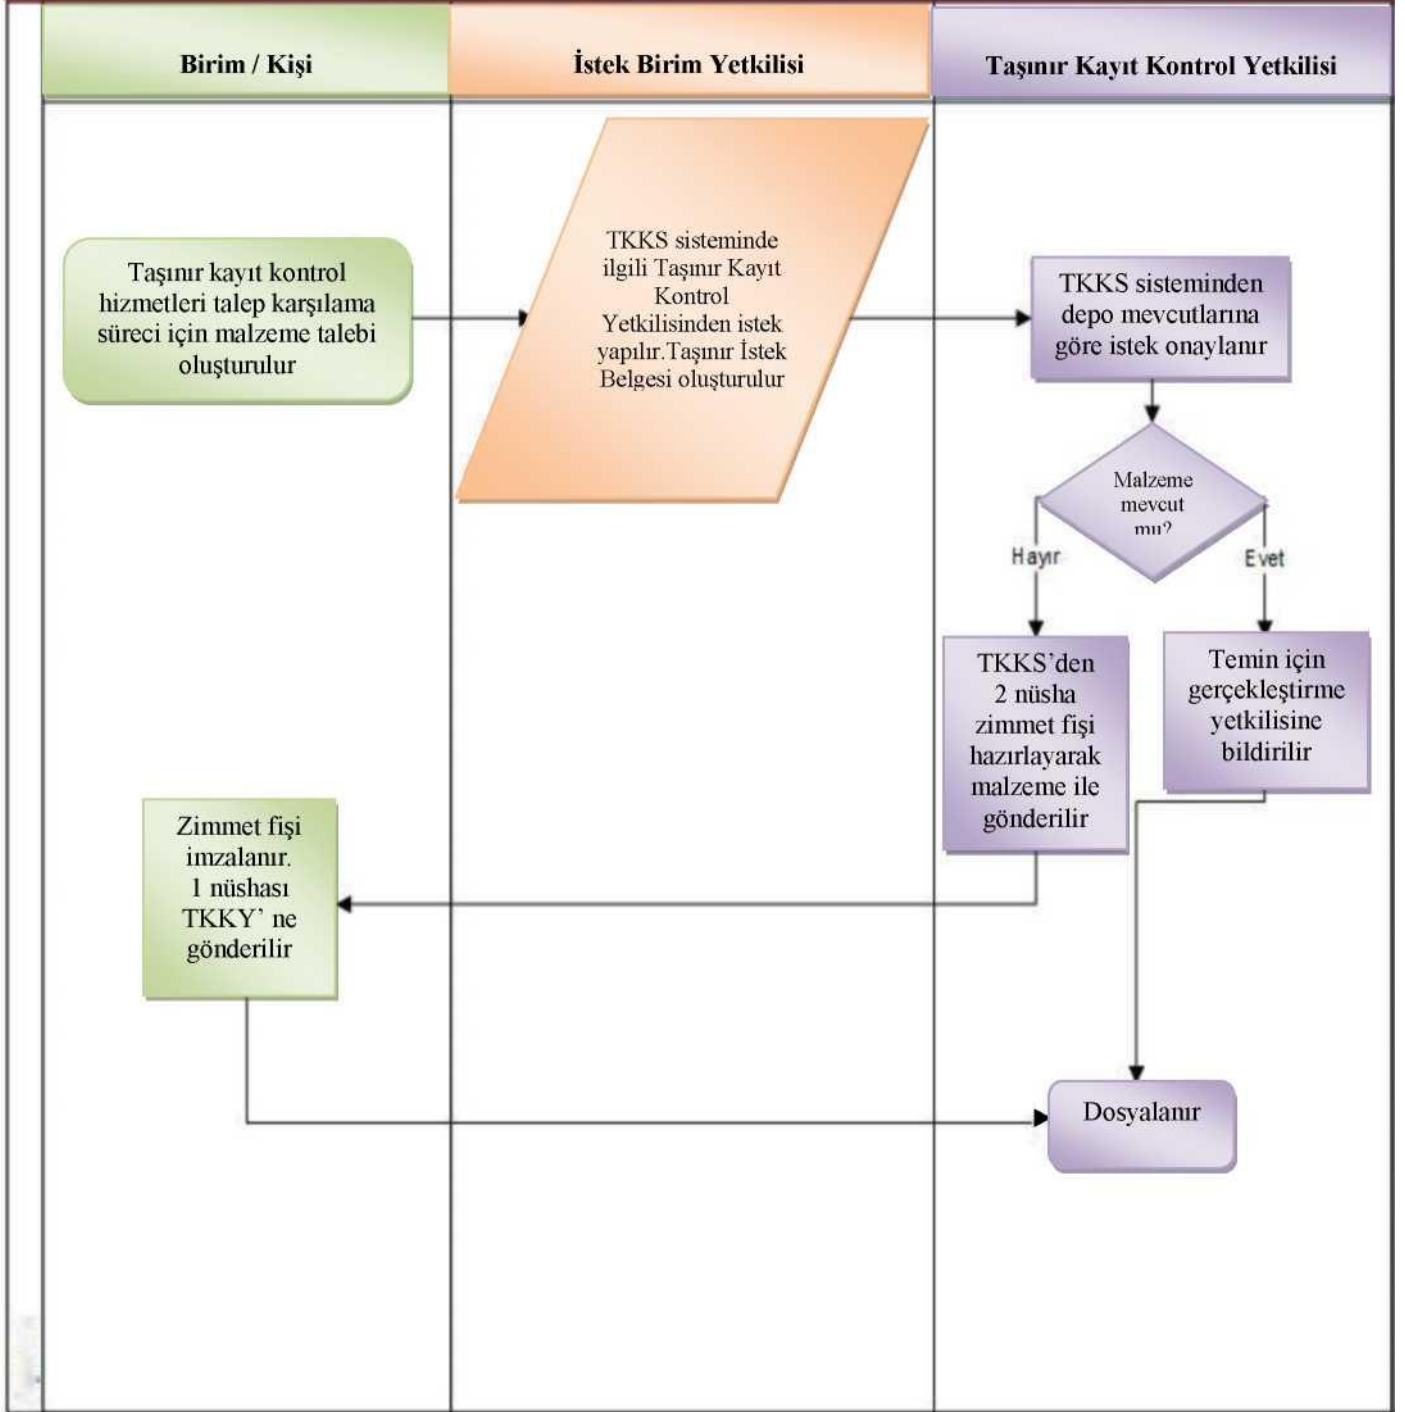 Birim / Kişi
İstek Birim Yetkilisi
Taşınır Kayıt Kontrol Yetkilisi
Taşınır kayıt kontrol
hizmetleri talep karşılama
süreci için malzeme talebi
oluşturulur
TKKS sisteminde
ilgili Taşınır Kayıt
Kontrol
Yetkilisinden istek
yapılır.Taşınır İstek
Belgesi oluşturulur
TKKS sisteminden
depo mevcutlarına
göre istek onaylanır
Malzeme
mevcut
mu?
Hayır
Evet
TKKS’den
2 nüsha
zimmet fişi
hazırlayarak
malzeme ile
gönderilir
Temin için
gerçekleştirme
yetkilisine
bildirilir
Zimmet fişi
imzalanır.
1 nüshası
TKKY’ ne
gönderilir
Dosyalanır